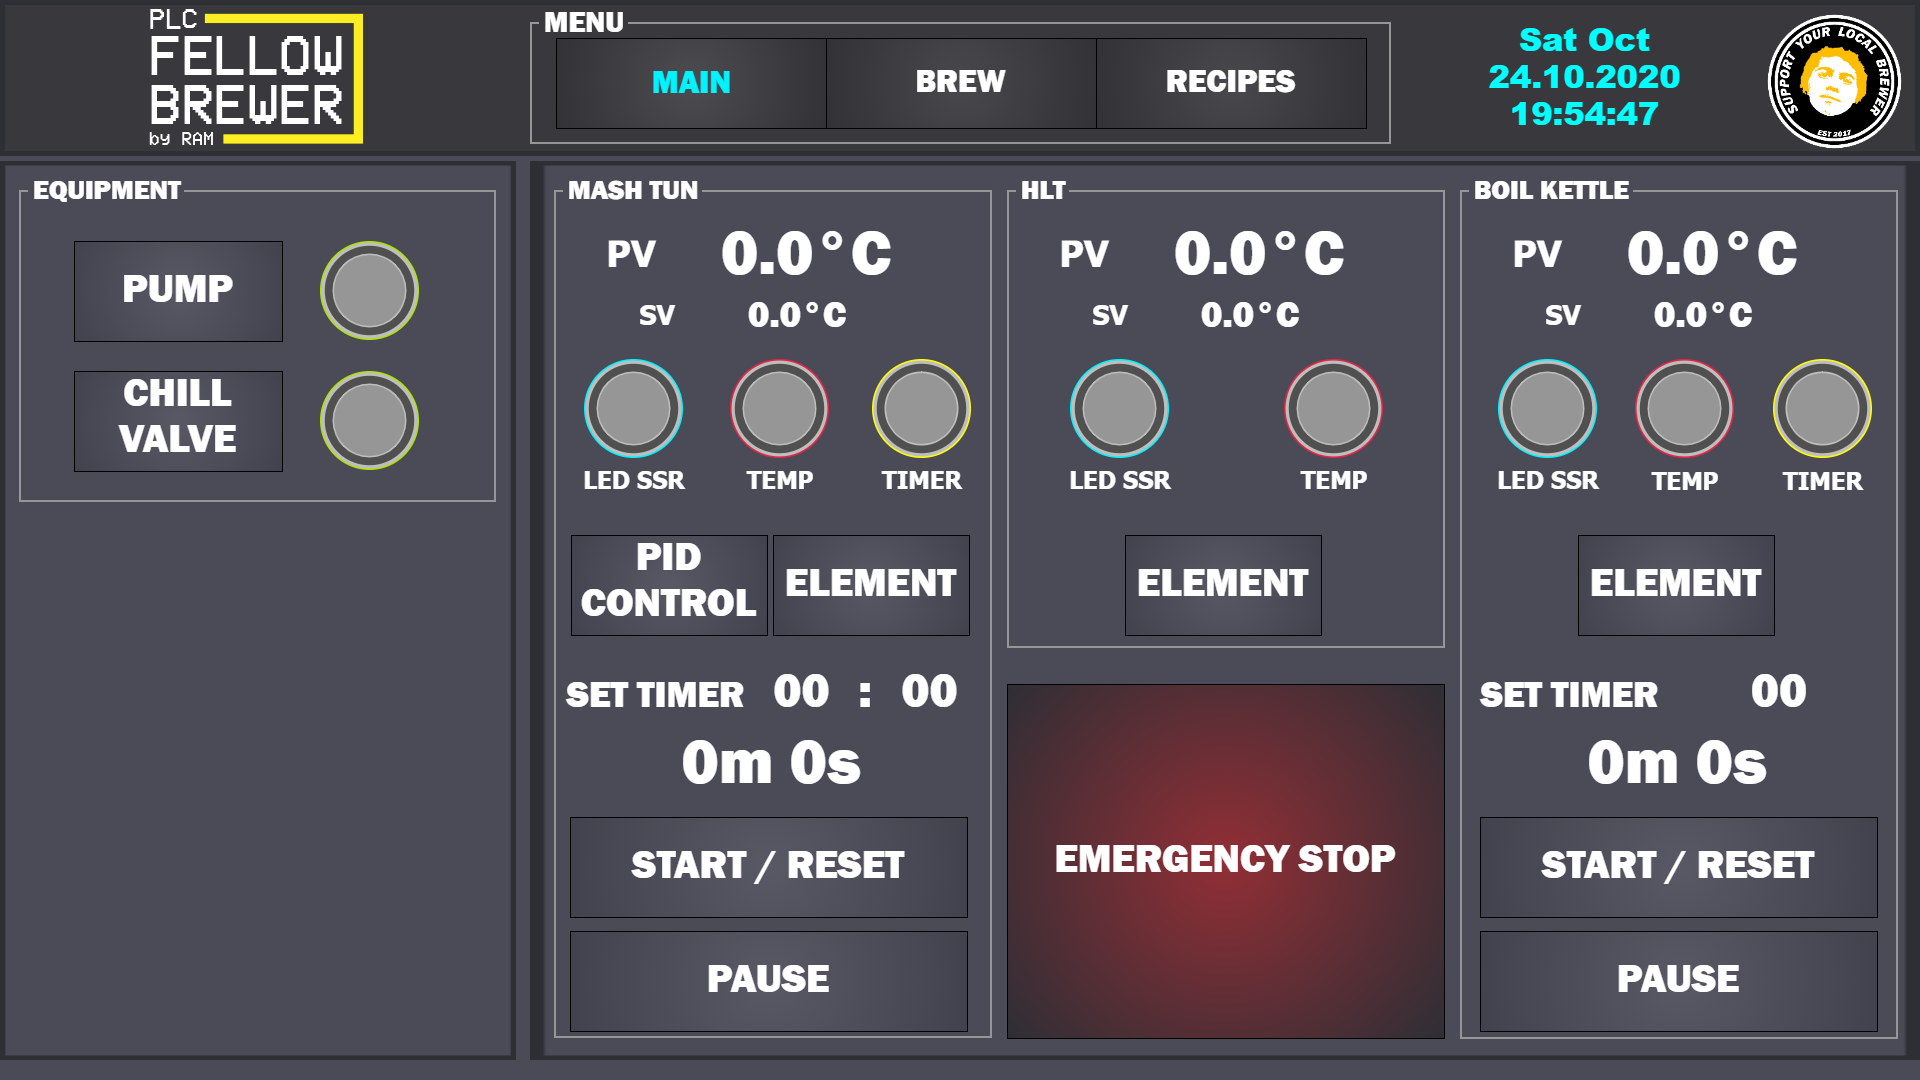 PLC
FELLOW
BREWER
by RAM
MENU
MAIN
BREW
RECIPES
Sat Oct
24.10.2020
19:54:47
SUPPORT YOUR LOCAL BREWER
EST 2017
EQUIPMENT
PUMP
CHILL
VALVE
MASH TUN
PV 0.0°C
SV 0.0°C
LED SSR TEMP TIMER
PID
CONTROL
ELEMENT
SET TIMER 00 : 00
0m 0s
START / RESET
PAUSE
HLT
PV 0.0°C
SV 0.0°C
LED SSR TEMP
ELEMENT
EMERGENCY STOP
BOIL KETTLE
PV 0.0°C
SV 0.0°C
LED SSR TEMP TIMER
ELEMENT
SET TIMER 00
0m 0s
START / RESET
PAUSE